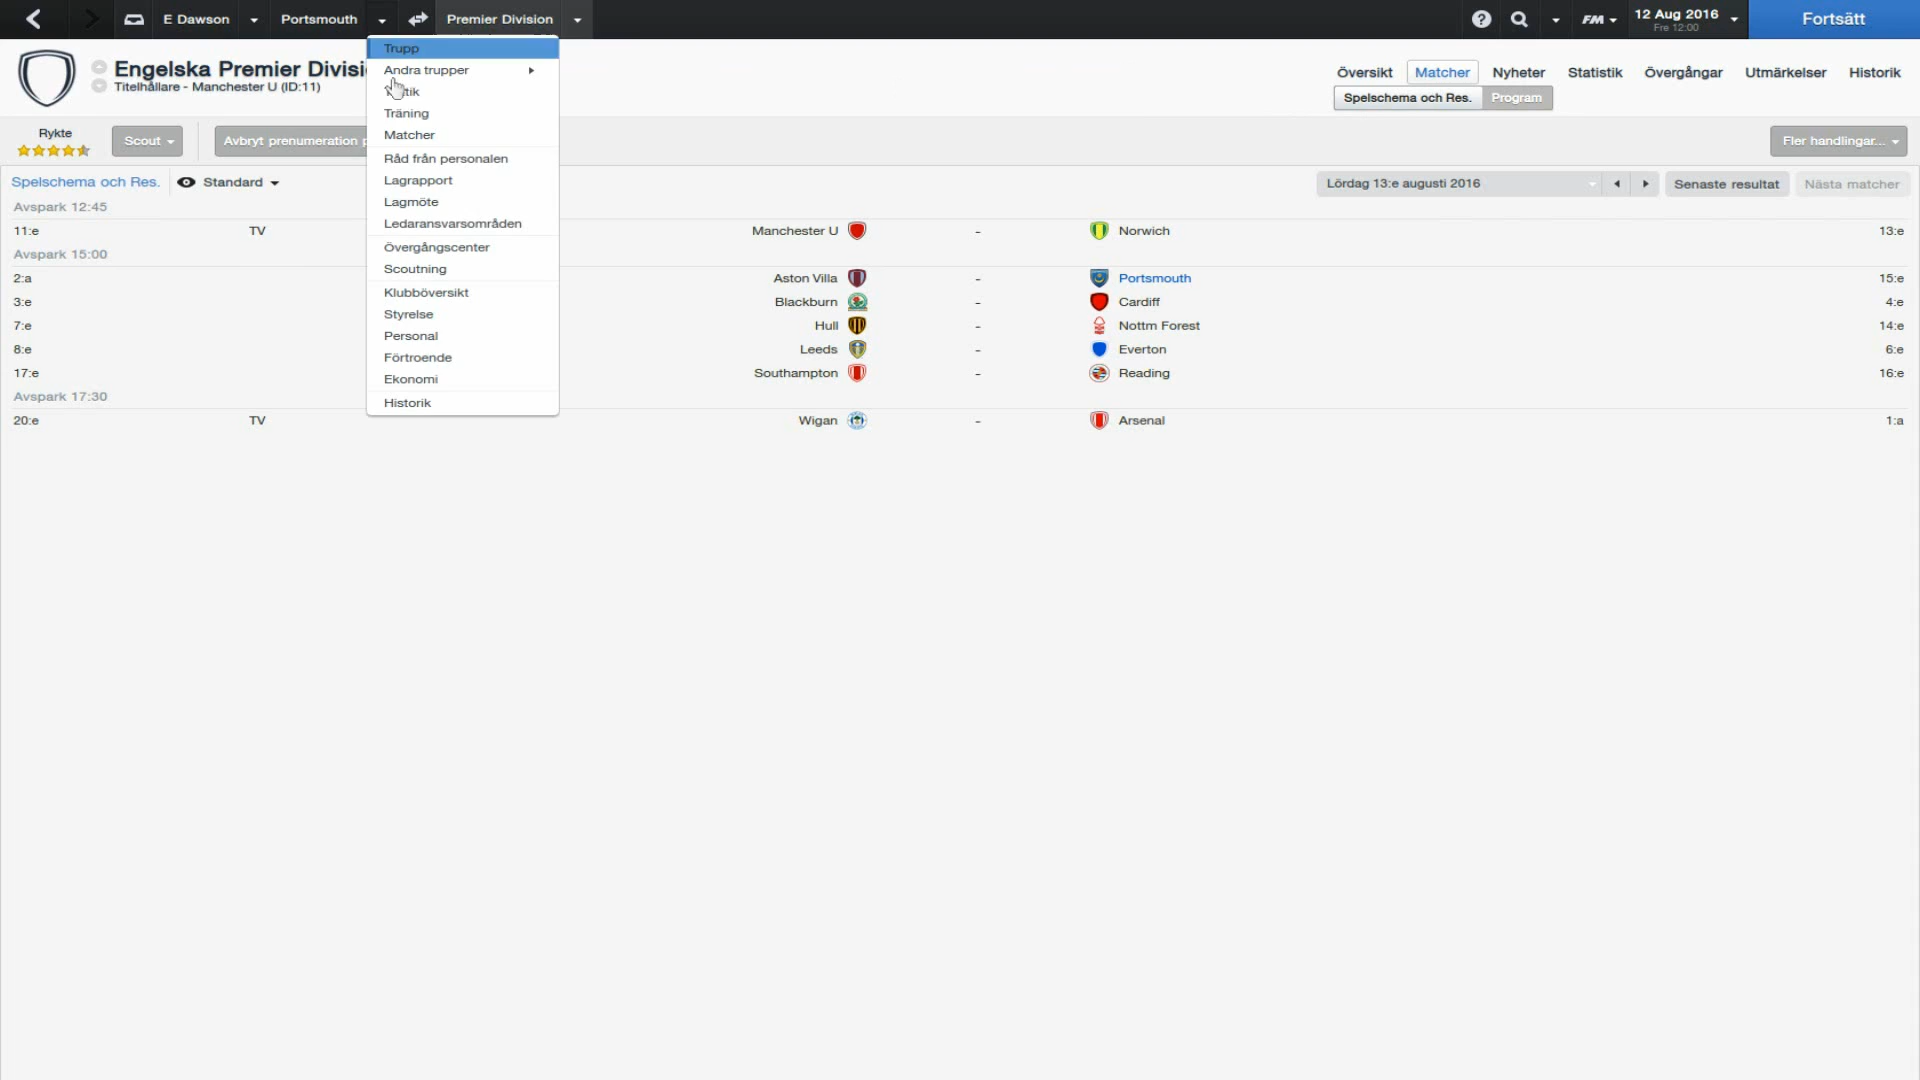 E Dawson Portsmouth Premier Division FM 12 Aug 2016 Fortsätt
Fre 12:00
Engelska Premier Divisi
Titelhållare - Manchester U (ID:11)
Översikt Matcher Nyheter Statistik Övergångar Utmärkelser Historik
Spelschema och Res. Program
Rykte
Scout Avbryt prenumeration p Fler handlingar...
Trupp
Andra trupper
tik
Träning
Matcher
Råd från personalen
Lagrapport
Lagmöte
Ledaransvarsområden
Övergångscenter
Scoutning
Klubböversikt
Styrelse
Personal
Förtroende
Ekonomi
Historik
Spelschema och Res. Standard Lördag 13:e augusti 2016 Senaste resultat Nästa matcher
Avspark 12:45
11:e TV Manchester U - Norwich 13:e
Avspark 15:00
2:a Aston Villa - Portsmouth 15:e
3:e Blackburn - Cardiff 4:e
7:e Hull - Nottm Forest 14:e
8:e Leeds - Everton 6:e
17:e Southampton - Reading 16:e
Avspark 17:30
20:e TV Wigan - Arsenal 1:a